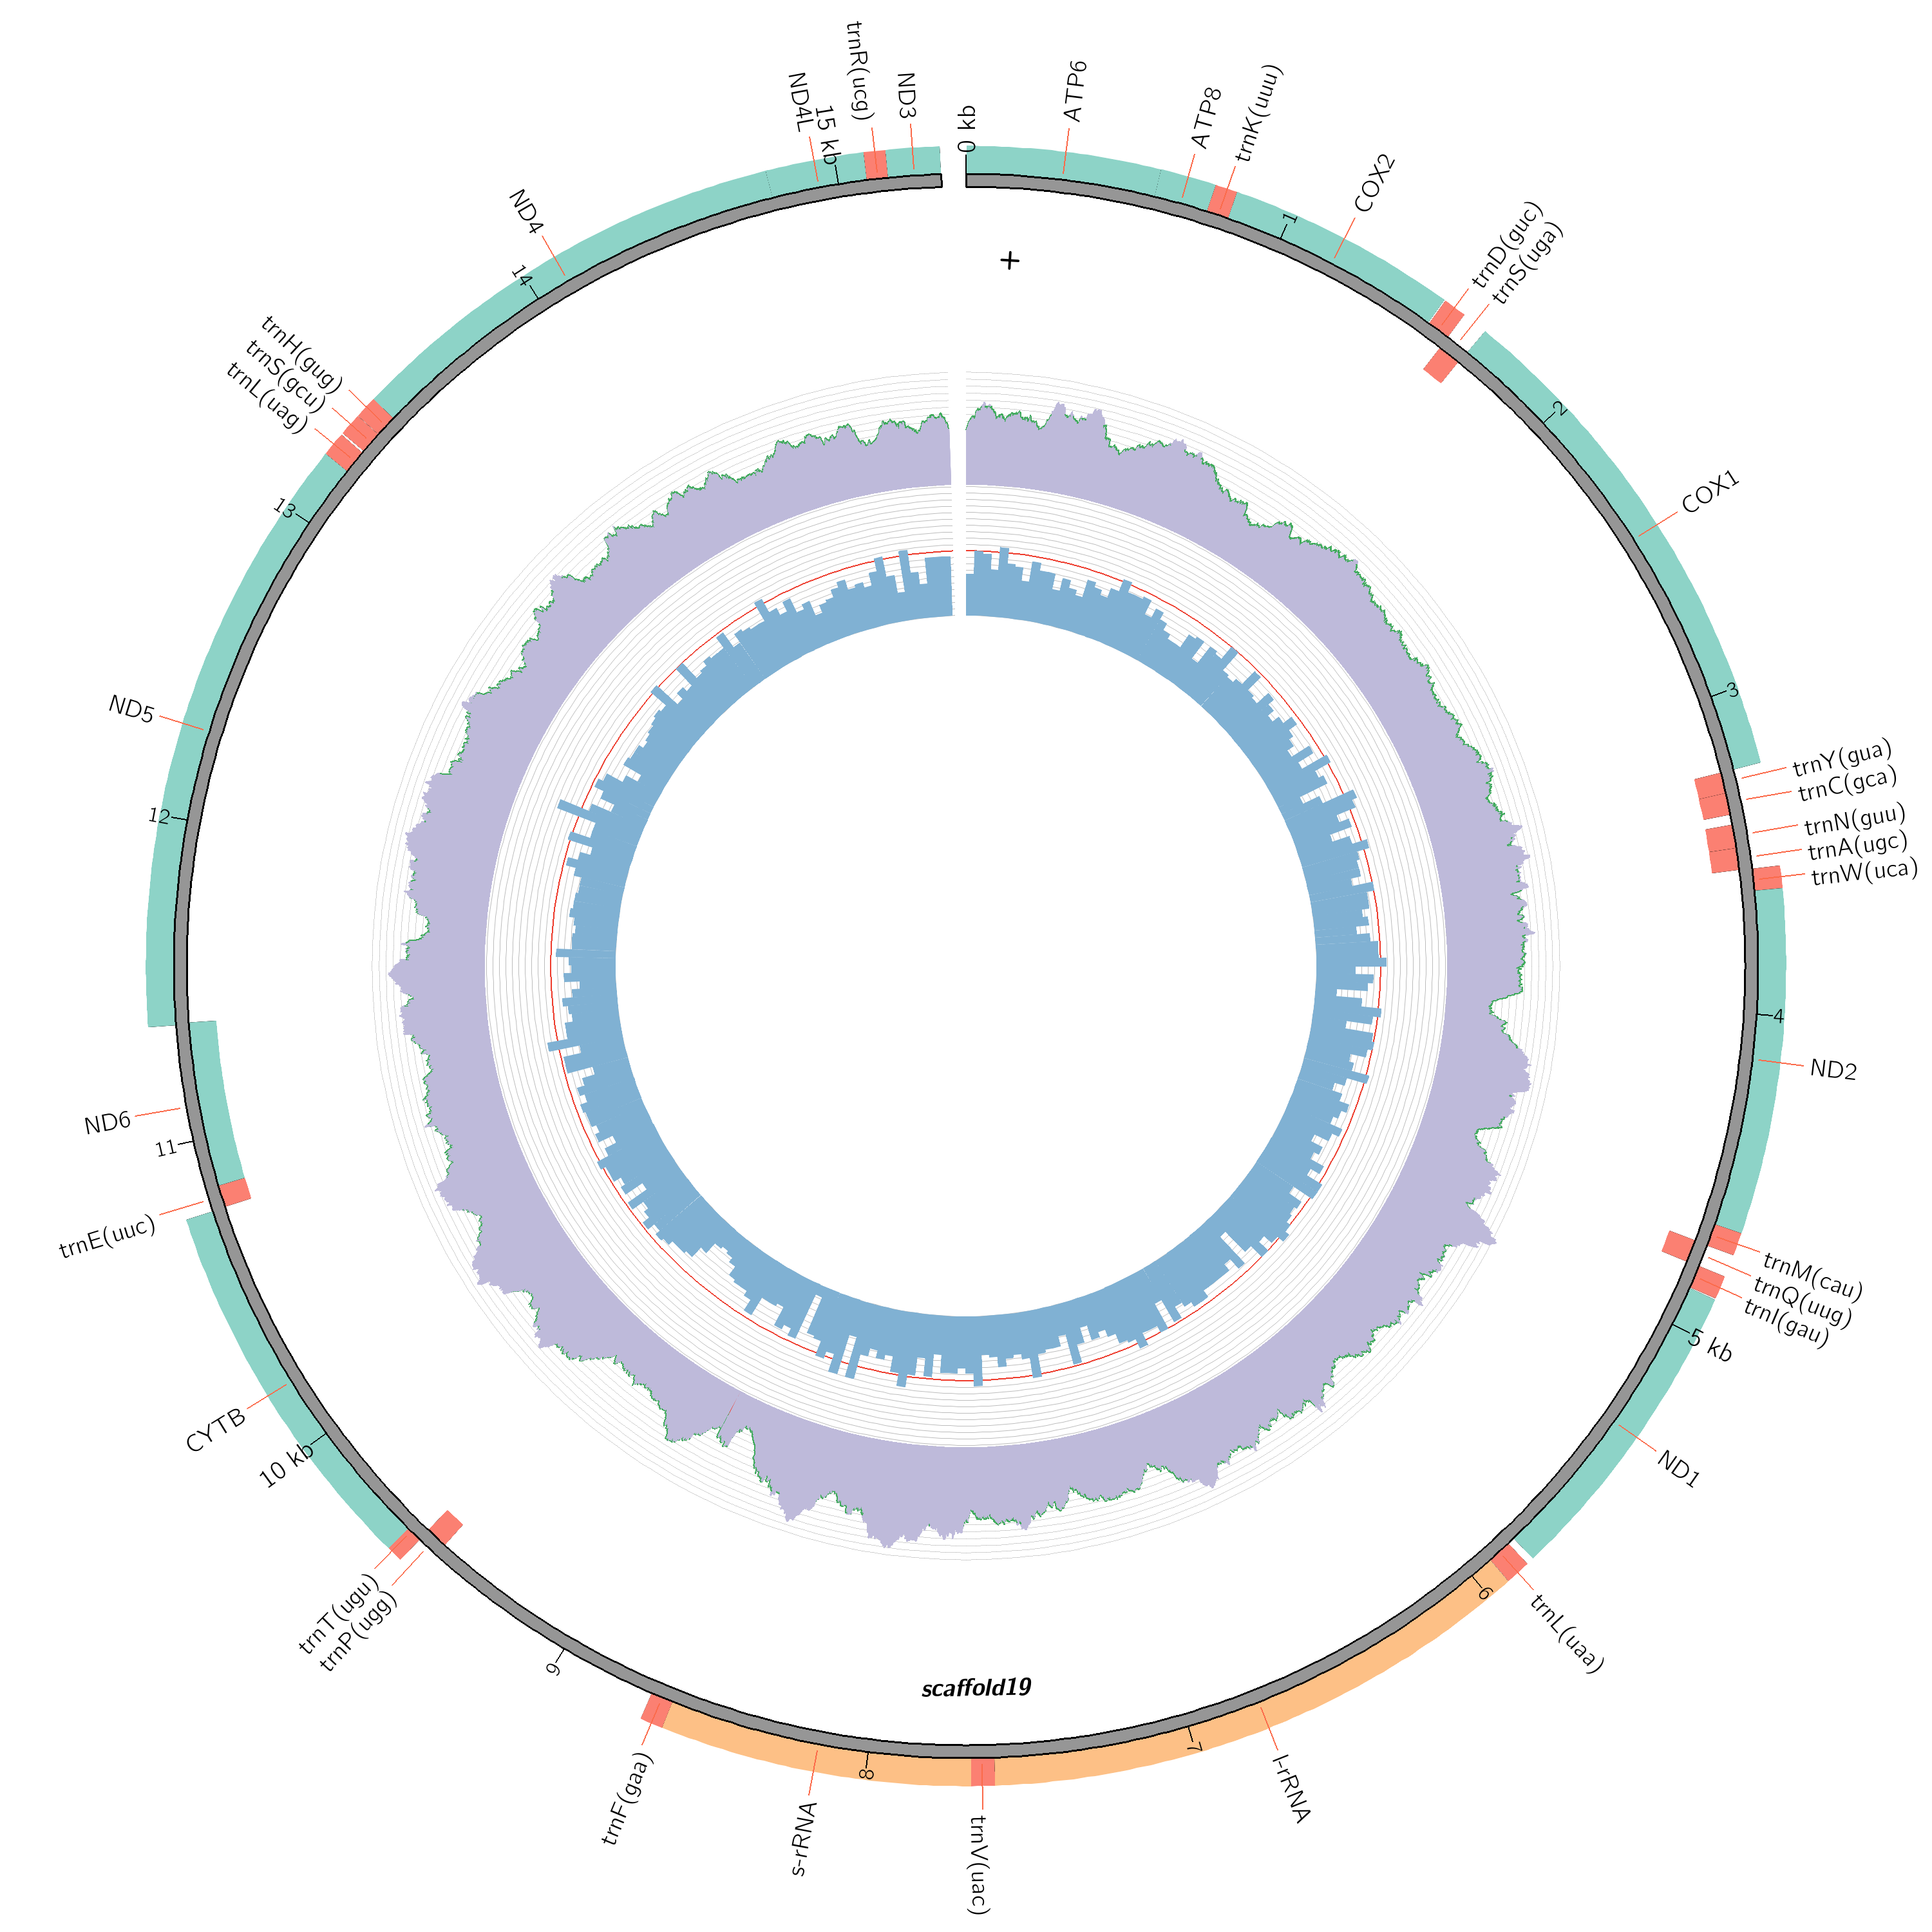 0 kb
ATP6
ATP8
trnK(uuu)
1
COX2
trnD(guc)
trnS(uga)
2
COX1
3
trnY(gua)
trnC(gca)
trnN(guu)
trnA(ugc)
trnW(uca)
4
ND2
trnM(cau)
trnQ(uug)
trnI(gau)
5 kb
ND1
trnL(uaa)
6
l-rRNA
7
trnV(uac)
8
s-rRNA
trnF(gaa)
9
trnP(ugg)
trnT(ugu)
10 kb
CYTB
trnE(uuc)
11
ND6
12
ND5
13
trnL(uag)
trnS(gcu)
trnH(gug)
14
ND4
ND4L
15 kb
trnR(ucg)
ND3
+
scaffold19